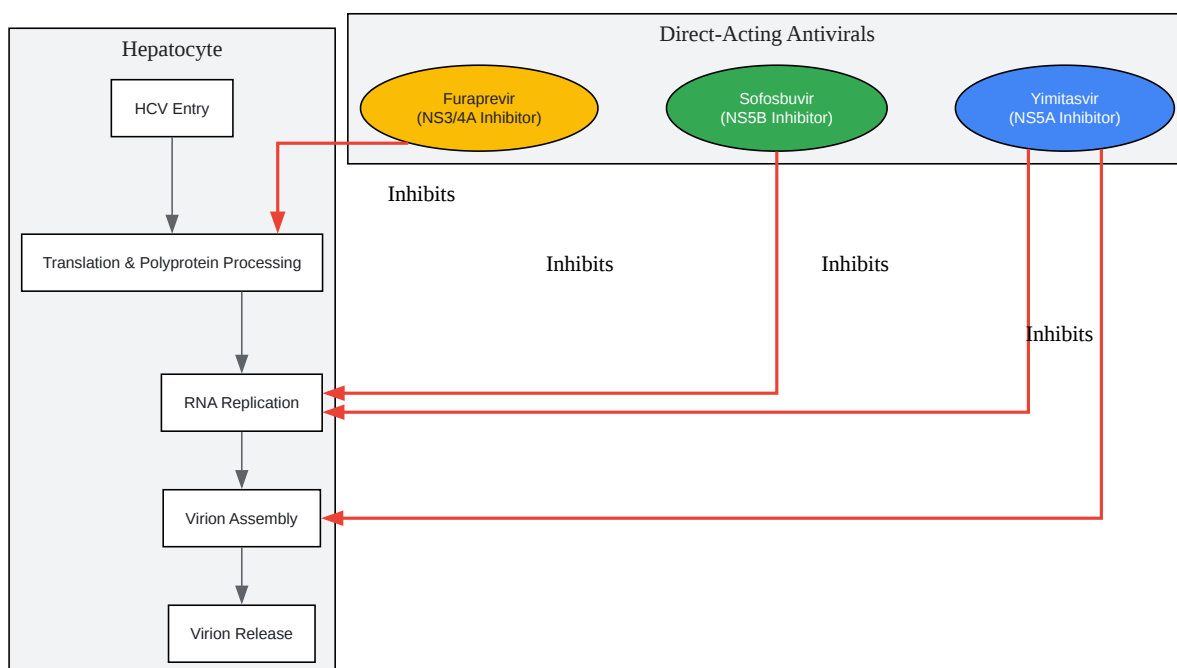 Direct-Acting Antivirals
Hepatocyte
Furaprevir
(NS3/4A Inhibitor)
Sofosbuvir
(NS5B Inhibitor)
Yimitasvir
(NS5A Inhibitor)
HCV Entry
Inhibits
Translation & Polyprotein Processing
Inhibits
Inhibits
Inhibits
RNA Replication
Virion Assembly
Virion Release